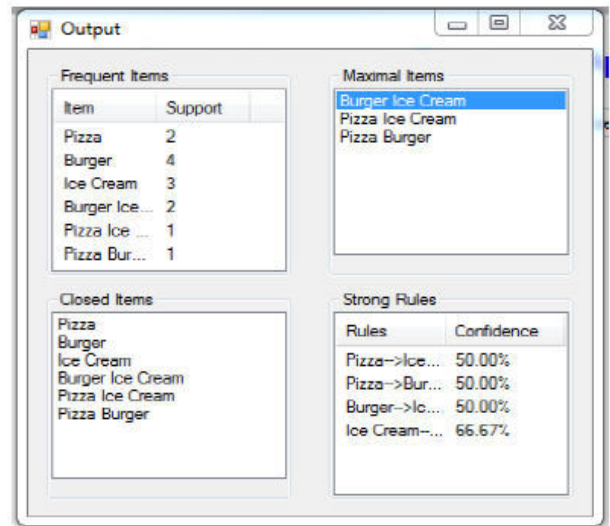 Output
Frequent Items
Item Support
Pizza 2
Burger 4
Ice Cream 3
Burger Ice... 2
Pizza Ice ... 1
Pizza Bur... 1
Maximal Items
Burger Ice Cream
Pizza Ice Cream
Pizza Burger
Closed Items
Pizza
Burger
Ice Cream
Burger Ice Cream
Pizza Ice Cream
Pizza Burger
Strong Rules
Rules Confidence
Pizza-->Ice... 50.00%
Pizza-->Bur... 50.00%
Burger-->Ic... 50.00%
Ice Cream--... 66.67%